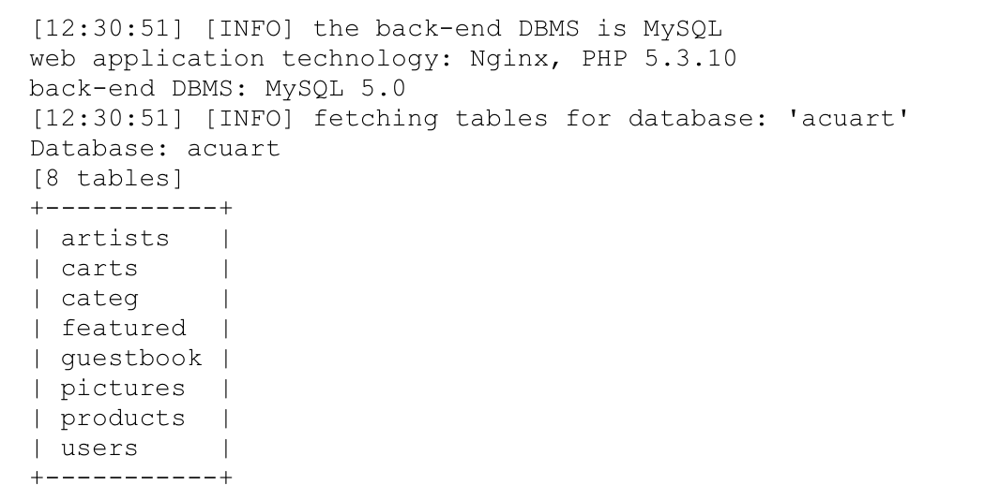 [12:30:51] [INFO] the back-end DBMS is MySQL
web application technology: Nginx, PHP 5.3.10
back-end DBMS: MySQL 5.0
[12:30:51] [INFO] fetching tables for database: 'acuart'
Database: acuart
[8 tables]
+-----------+
| artists   |
| carts     |
| categ     |
| featured  |
| guestbook |
| pictures  |
| products  |
| users     |
+-----------+